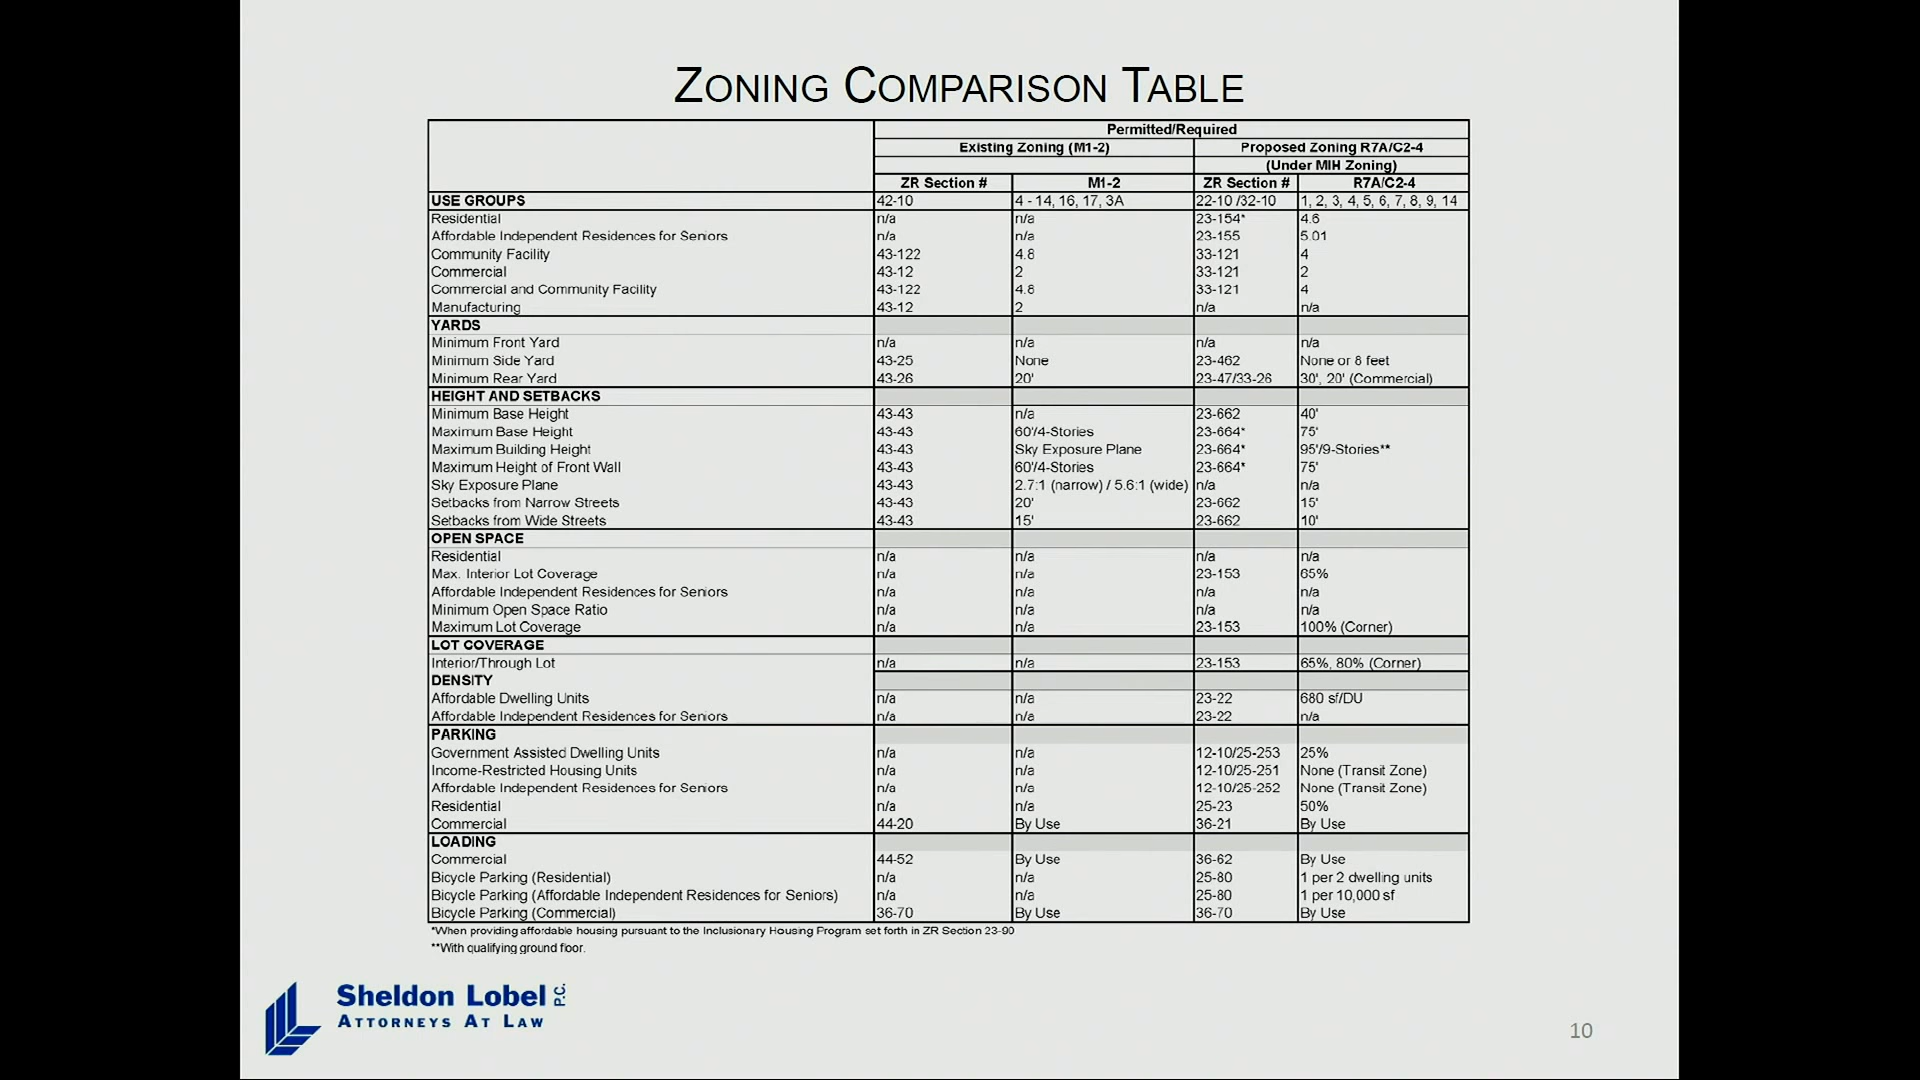 ZONING COMPARISON TABLE
Permitted/Required
Existing Zoning (M1-2) Proposed Zoning R7A/C2-4
(Under MIH Zoning)
ZR Section # M1-2 ZR Section # R7A/C2-4
USE GROUPS 42-10 4 - 14, 16, 17, 3A 22-10 /32-10 1, 2, 3, 4, 5, 6, 7, 8, 9, 14
Residential n/a n/a 23-154* 4.6
Affordable Independent Residences for Seniors n/a n/a 23-155 5.01
Community Facility 43-122 4.8 33-121 4
Commercial 43-12 2 33-121 2
Commercial and Community Facility 43-122 4.8 33-121 4
Manufacturing 43-12 2 n/a n/a
YARDS
Minimum Front Yard n/a n/a n/a n/a
Minimum Side Yard 43-25 None 23-462 None or 8 feet
Minimum Rear Yard 43-26 20' 23-47/33-26 30', 20' (Commercial)
HEIGHT AND SETBACKS
Minimum Base Height 43-43 n/a 23-662 40'
Maximum Base Height 43-43 60'/4-Stories 23-664* 75'
Maximum Building Height 43-43 Sky Exposure Plane 23-664* 95'/9-Stories**
Maximum Height of Front Wall 43-43 60'/4-Stories 23-664* 75'
Sky Exposure Plane 43-43 2.7:1 (narrow) / 5.6:1 (wide) n/a n/a
Setbacks from Narrow Streets 43-43 20' 23-662 15'
Setbacks from Wide Streets 43-43 15' 23-662 10'
OPEN SPACE
Residential n/a n/a n/a n/a
Max. Interior Lot Coverage n/a n/a 23-153 65%
Affordable Independent Residences for Seniors n/a n/a n/a n/a
Minimum Open Space Ratio n/a n/a n/a n/a
Maximum Lot Coverage n/a n/a 23-153 100% (Corner)
LOT COVERAGE
Interior/Through Lot n/a n/a 23-153 65%, 80% (Corner)
DENSITY
Affordable Dwelling Units n/a n/a 23-22 680 sf/DU
Affordable Independent Residences for Seniors n/a n/a 23-22 n/a
PARKING
Government Assisted Dwelling Units n/a n/a 12-10/25-253 25%
Income-Restricted Housing Units n/a n/a 12-10/25-251 None (Transit Zone)
Affordable Independent Residences for Seniors n/a n/a 12-10/25-252 None (Transit Zone)
Residential n/a n/a 25-23 50%
Commercial 44-20 By Use 36-21 By Use
LOADING
Commercial 44-52 By Use 36-62 By Use
Bicycle Parking (Residential) n/a n/a 25-80 1 per 2 dwelling units
Bicycle Parking (Affordable Independent Residences for Seniors) n/a n/a 25-80 1 per 10,000 sf
Bicycle Parking (Commercial) 36-70 By Use 36-70 By Use
*When providing affordable housing pursuant to the Inclusionary Housing Program set forth in ZR Section 23-90
**With qualifying ground floor.
Sheldon Lobel P.C.
ATTORNEYS AT LAW
10